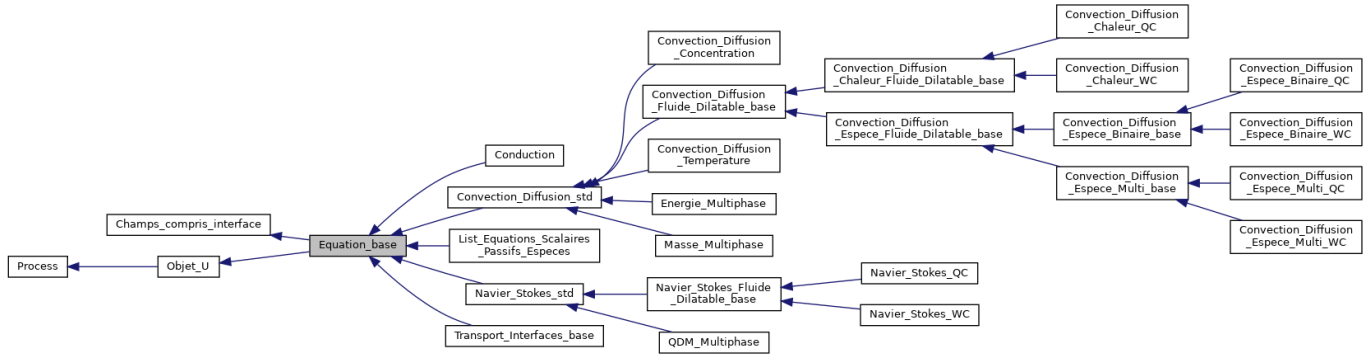 Process
Champs_compris_interface
Objet_U
Equation_base
Conduction
Convection_Diffusion_std
List_Equations_Scalaires
_Passifs_Especes
Navier_Stokes_std
Transport_Interfaces_base
Convection_Diffusion
_Concentration
Convection_Diffusion
_Fluide_Dilatable_base
Convection_Diffusion
_Temperature
Energie_Multiphase
Masse_Multiphase
Navier_Stokes_Fluide
_Dilatable_base
QDM_Multiphase
Convection_Diffusion
_Chaleur_Fluide_Dilatable_base
Convection_Diffusion
_Espece_Fluide_Dilatable_base
Navier_Stokes_QC
Navier_Stokes_WC
Convection_Diffusion
_Chaleur_QC
Convection_Diffusion
_Chaleur_WC
Convection_Diffusion
_Espece_Binaire_base
Convection_Diffusion
_Espece_Multi_base
Convection_Diffusion
_Espece_Binaire_QC
Convection_Diffusion
_Espece_Binaire_WC
Convection_Diffusion
_Espece_Multi_QC
Convection_Diffusion
_Espece_Multi_WC